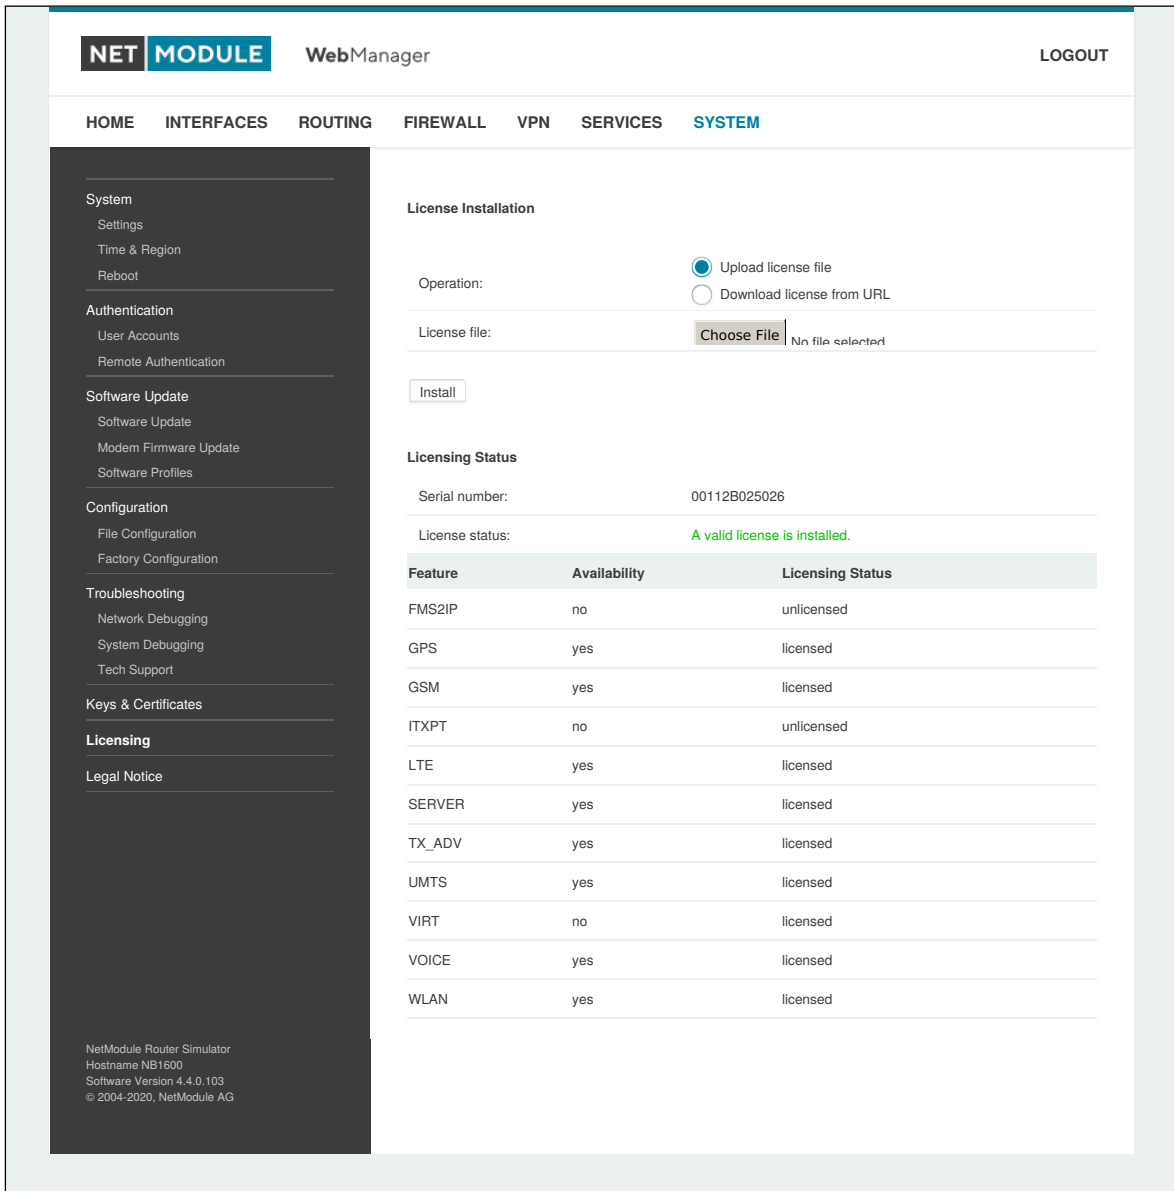 NET MODULE WebManager LOGOUT
HOME INTERFACES ROUTING FIREWALL VPN SERVICES SYSTEM
System
Settings
Time & Region
Reboot
Authentication
User Accounts
Remote Authentication
Software Update
Software Update
Modem Firmware Update
Software Profiles
Configuration
File Configuration
Factory Configuration
Troubleshooting
Network Debugging
System Debugging
Tech Support
Keys & Certificates
Licensing
Legal Notice
NetModule Router Simulator
Hostname NB1600
Software Version 4.4.0.103
© 2004-2020, NetModule AG
License Installation
Operation: Upload license file
Download license from URL
License file: Choose File No file selected
Install
Licensing Status
Serial number: 00112B025026
License status: A valid license is installed.
Feature Availability Licensing Status
FMS2IP no unlicensed
GPS yes licensed
GSM yes licensed
ITXPT no unlicensed
LTE yes licensed
SERVER yes licensed
TX_ADV yes licensed
UMTS yes licensed
VIRT no licensed
VOICE yes licensed
WLAN yes licensed